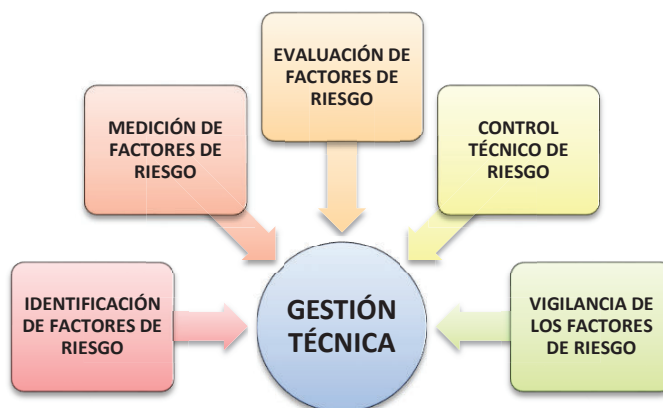 IDENTIFICACIÓN
DE FACTORES DE
RIESGO
MEDICIÓN DE
FACTORES DE
RIESGO
EVALUACIÓN DE
FACTORES DE
RIESGO
CONTROL
TÉCNICO DE
RIESGO
VIGILANCIA DE
LOS FACTORES
DE RIESGO
GESTIÓN
TÉCNICA